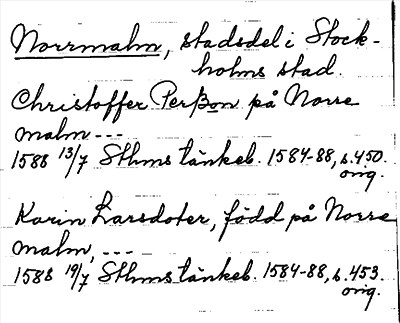 Norrmalm, stadsdel i Stock-
holms stad.
Christoffer Perßon på Norre
malm ---
1588 13/7 Sthms tänkeb. 1584-88, s. 450.
orig.
Karin Larsdoter, född på Norre
malm, ---
1588 19/7 Sthms tänkeb. 1584-88, s. 453.
orig.